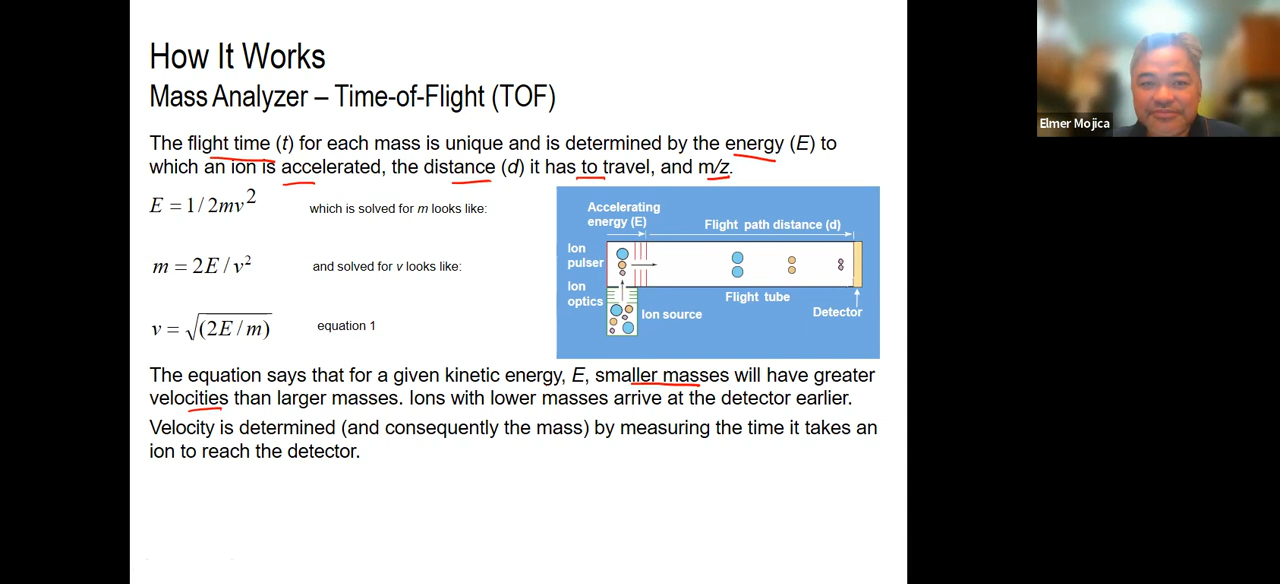 How It Works
Mass Analyzer – Time-of-Flight (TOF)
The flight time (t) for each mass is unique and is determined by the energy (E) to
which an ion is accelerated, the distance (d) it has to travel, and m/z.
E = 1/2mv² which is solved for m looks like:
m = 2E/v² and solved for v looks like:
v = √(2E/m) equation 1
Accelerating
energy (E)
Flight path distance (d)
Ion
pulser
Ion
optics
Ion source
Flight tube
Detector
The equation says that for a given kinetic energy, E, smaller masses will have greater
velocities than larger masses. Ions with lower masses arrive at the detector earlier.
Velocity is determined (and consequently the mass) by measuring the time it takes an
ion to reach the detector.
Elmer Mojica